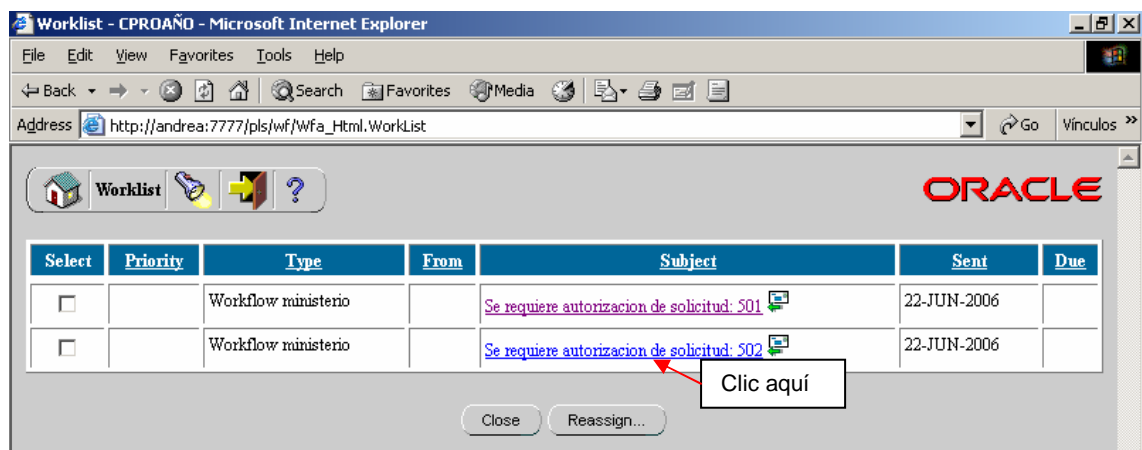 Worklist - CPROAÑO - Microsoft Internet Explorer
File Edit View Favorites Tools Help
Back Search Favorites Media
Address http://andrea:7777/pls/wf/Wfa_Html.WorkList Go Vínculos »
Worklist ? ORACLE
Select Priority Type From Subject Sent Due
Workflow ministerio Se requiere autorizacion de solicitud: 501 22-JUN-2006
Workflow ministerio Se requiere autorizacion de solicitud: 502 22-JUN-2006
Clic aquí
Close Reassign...